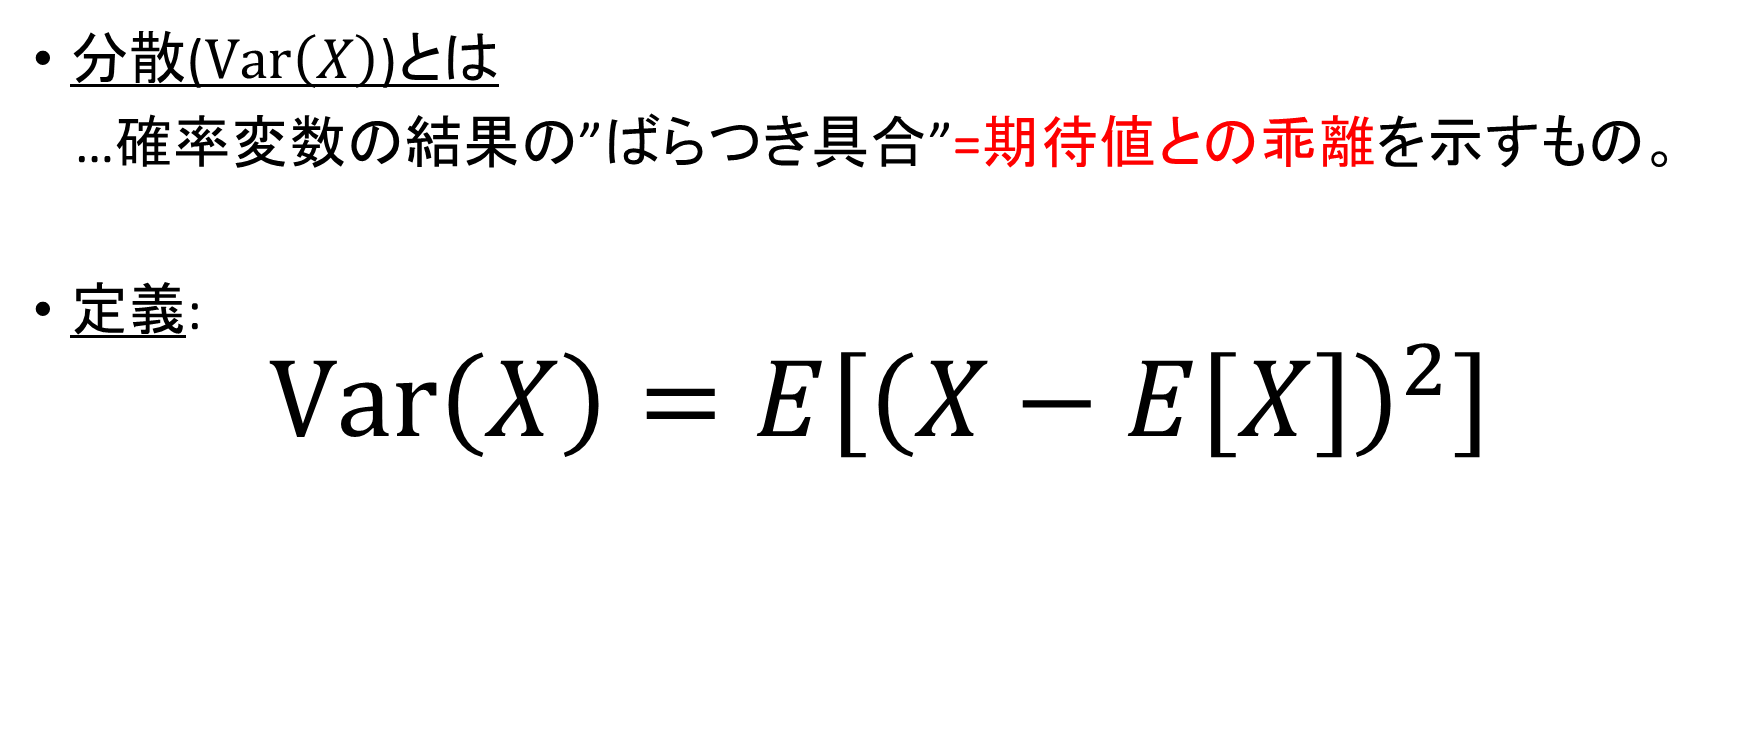 • 分散(Var(X))とは
…確率変数の結果の”ばらつき具合”=期待値との乖離を示すもの。
• 定義:
Var(X) = E[(X − E[X])²]